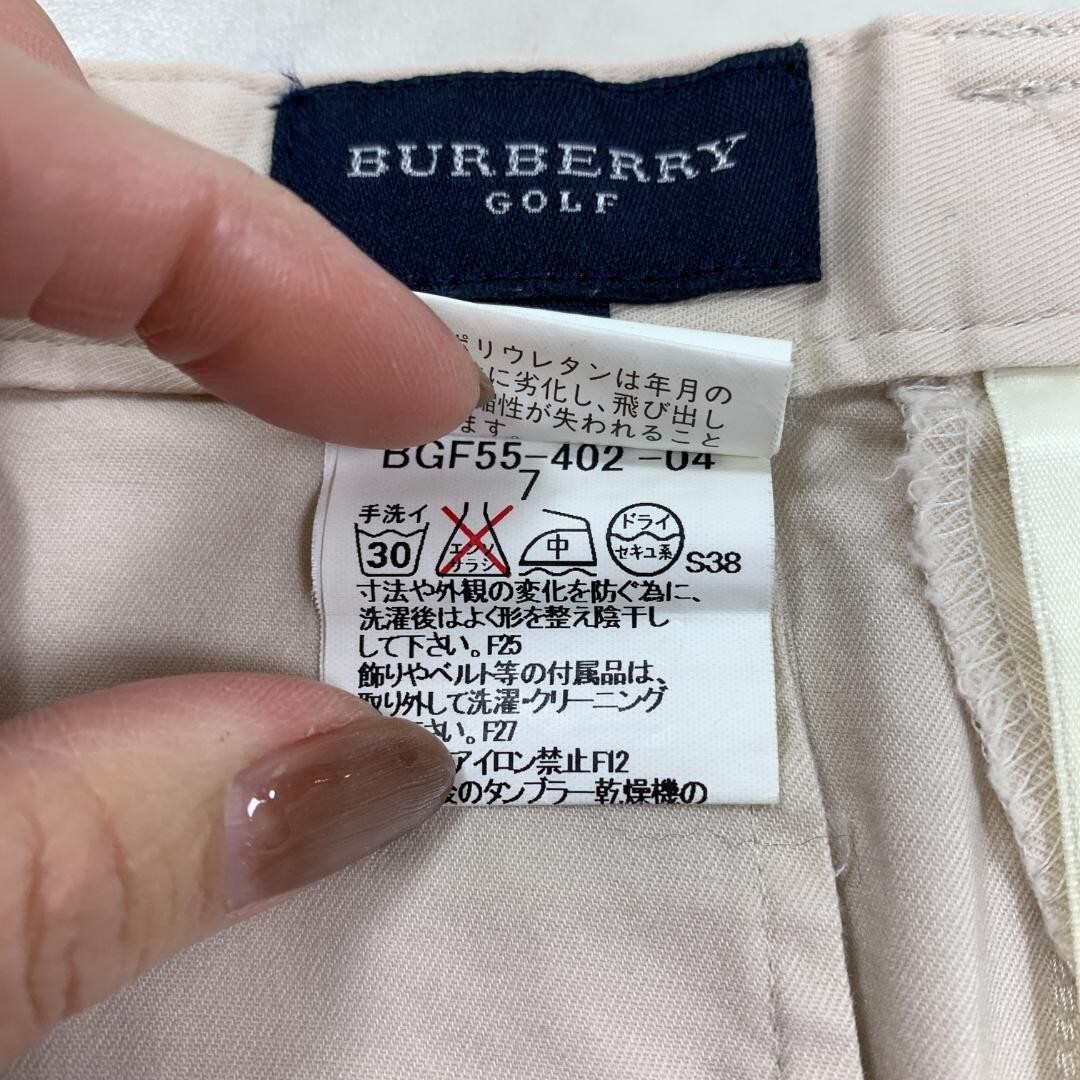 BURBERRY
GOLF
ポリウレタンは年月の
に劣化し、飛び出し
縮性が失われること
ます。
BGF55-402 -04
7
手洗イ
30
エンソ
サラシ
中
ドライ
セキユ系
S38
寸法や外観の変化を防ぐ為に、
洗濯後はよく形を整え陰干し
して下さい。F25
飾りやベルト等の付属品は、
取り外して洗濯・クリーニング
さい。F27
アイロン禁止F12
後のタンブラー乾燥機の